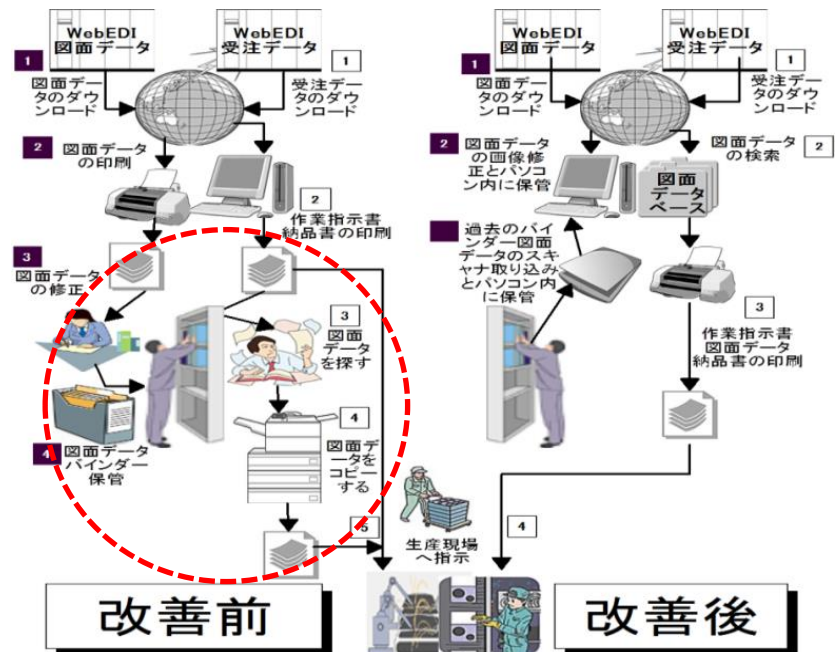 WebEDI
図面データ
WebEDI
受注データ
1
図面デー
タのダウ
ンロード
1
受注デー
タのダウ
ンロード
2
図面データ
の印刷
2
作業指示書
納品書の印刷
3
図面データ
の修正
3
図面
データ
を探す
4
図面データ
バインダー
保管
4
図面デ
ータを
コピー
する
5
改善前
WebEDI
図面データ
WebEDI
受注データ
1
図面デー
タのダウ
ンロード
1
受注デー
タのダウ
ンロード
2
図面データ
の画像修
正とパソコ
ン内に保管
図面データ
の検索
2
図面
データ
ベース
過去のバイ
ンダー図面
データのスキ
ャナ取り込み
とパソコン内
に保管
3
作業指示書
図面データ
納品書の印刷
4
生産現場
へ指示
改善後